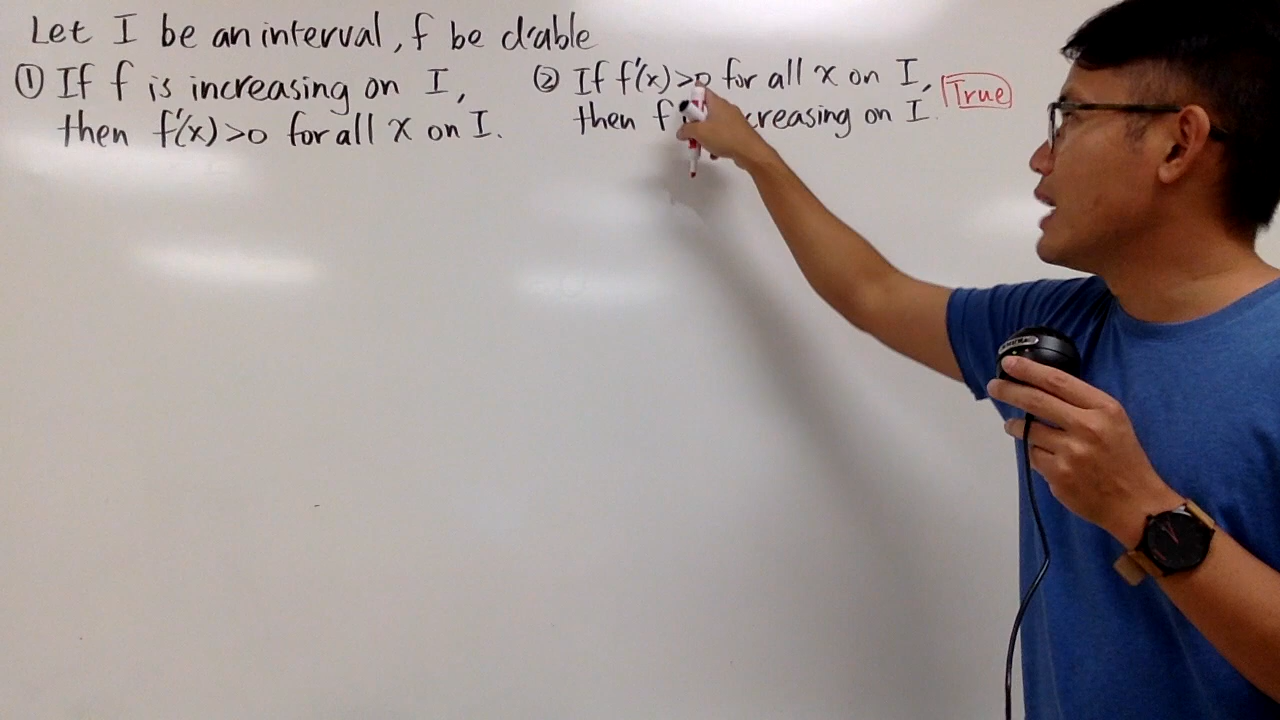 Let I be an interval, f be d'able
① If f is increasing on I,
then f'(x)>0 for all x on I.
② If f'(x)>0 for all x on I,
then f creasing on I.
True